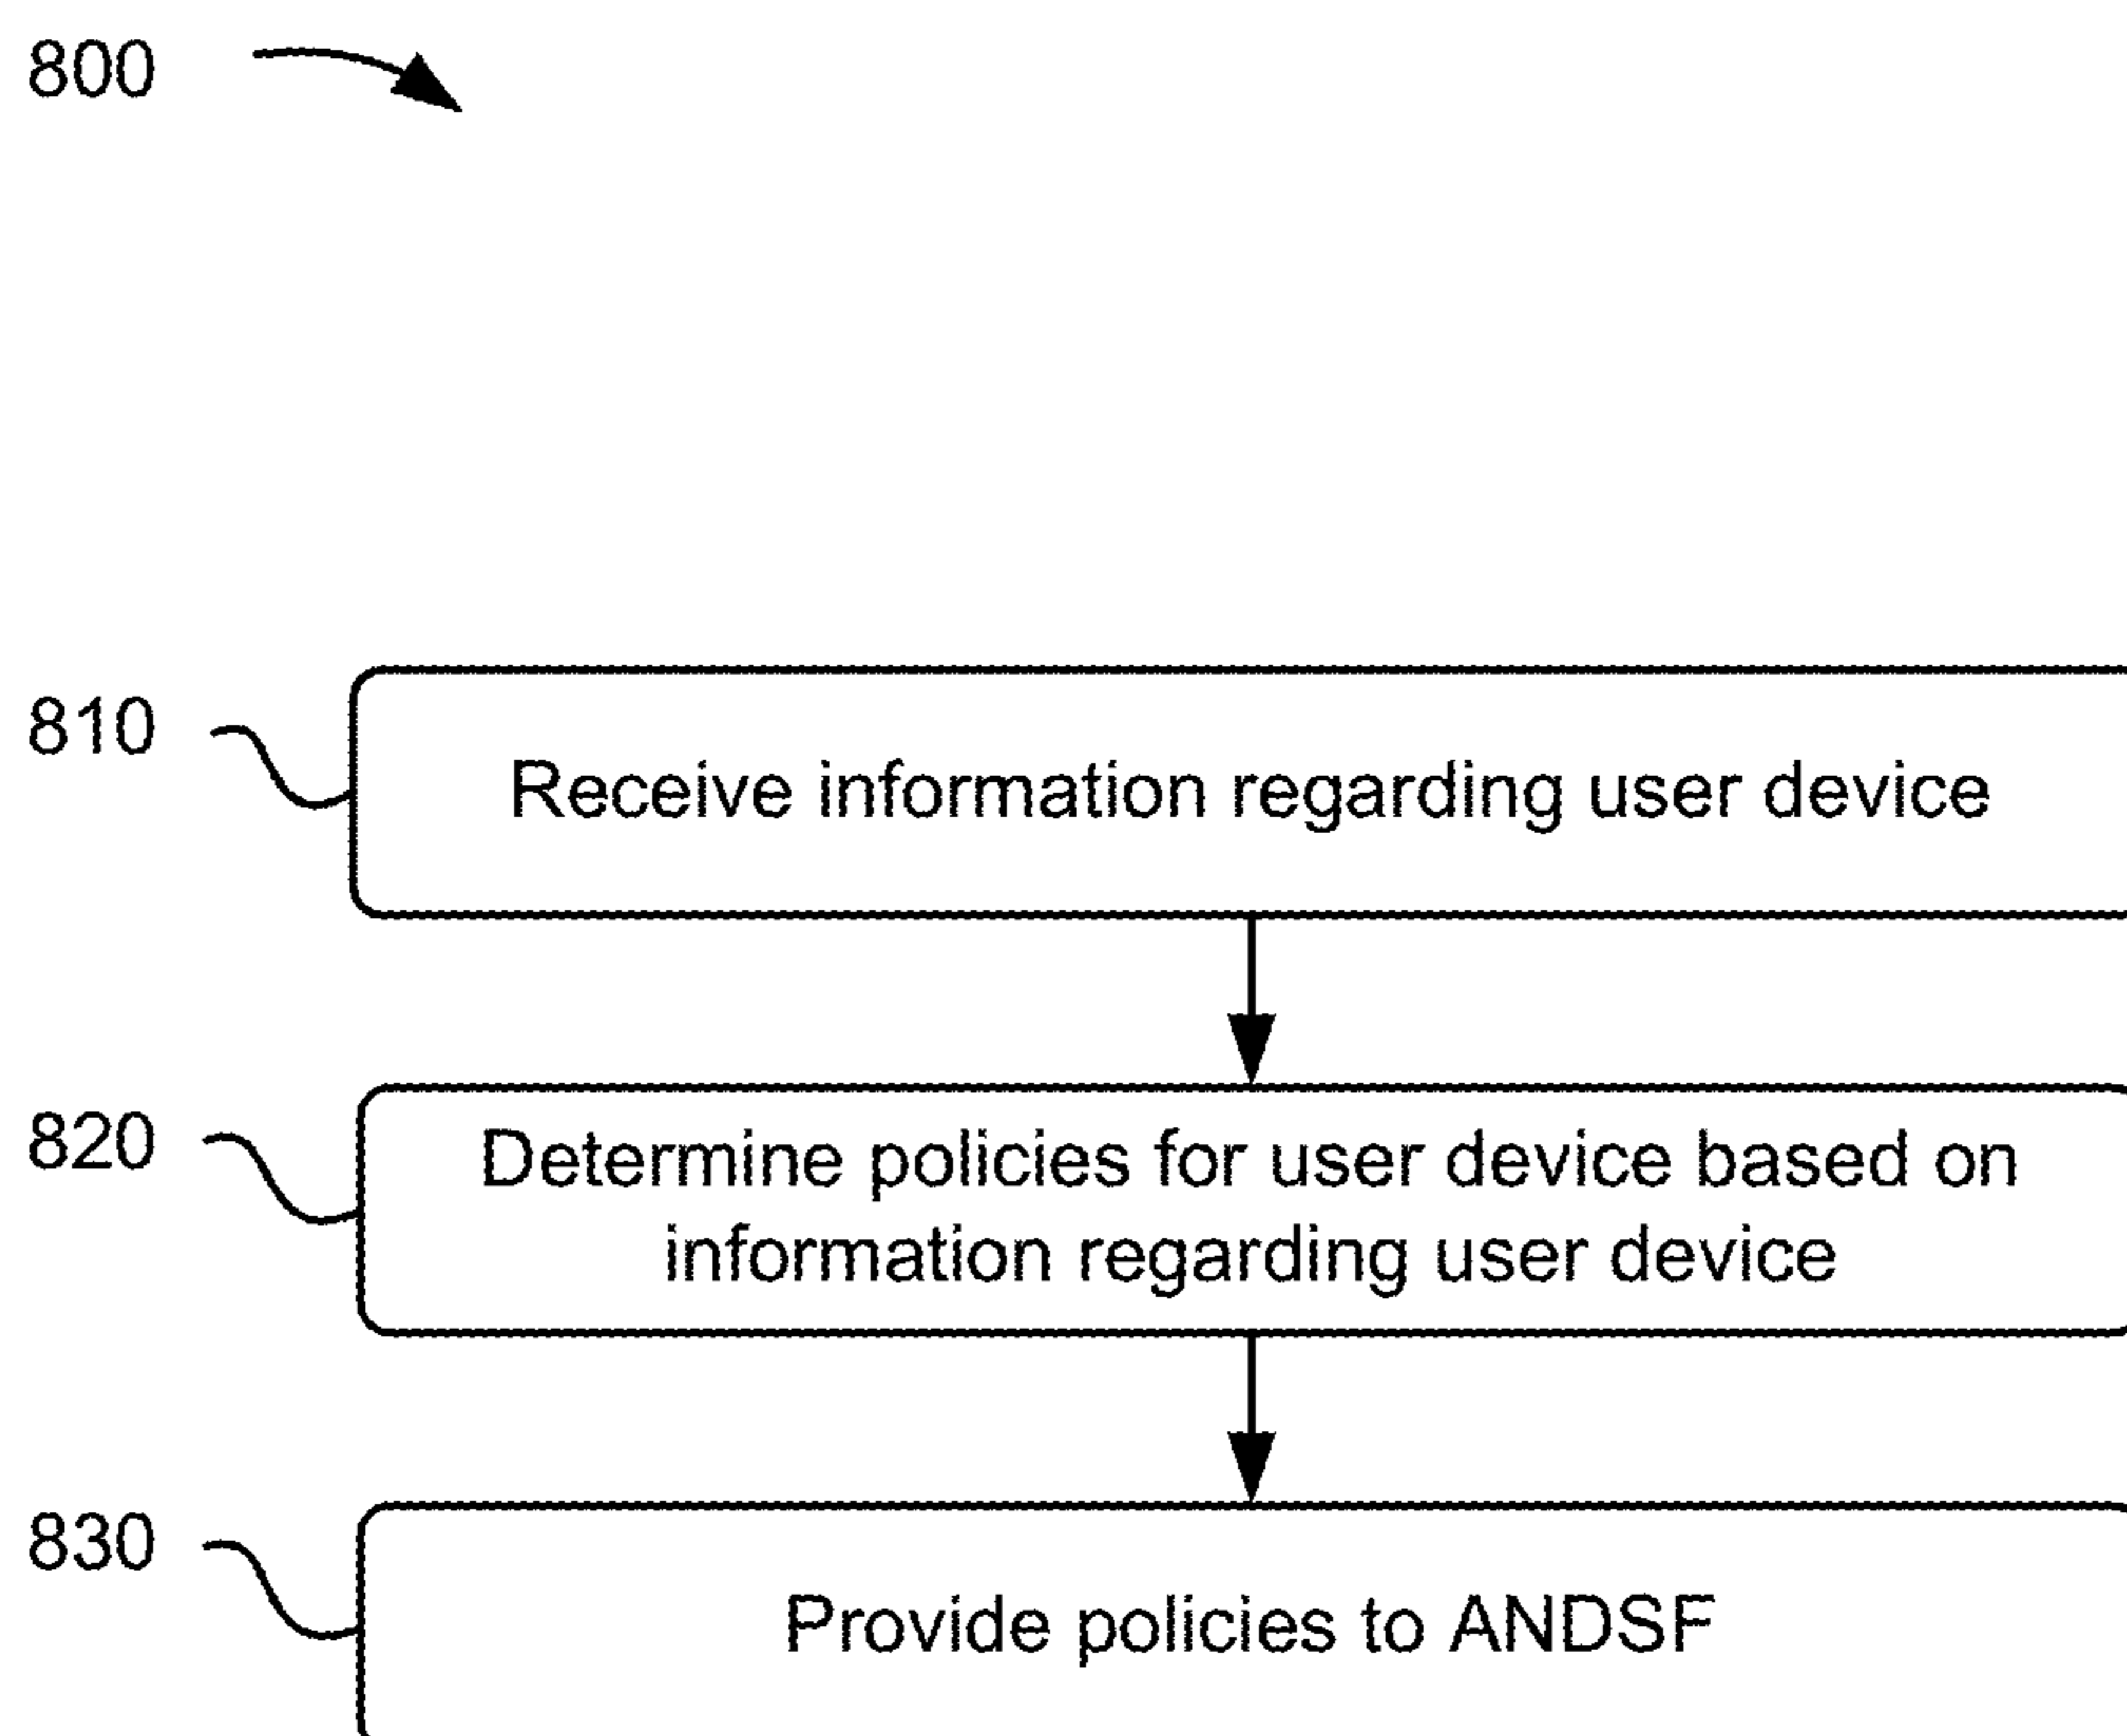 800
810
Receive information regarding user device
820
Determine policies for user device based on
information regarding user device
830
Provide policies to ANDSF